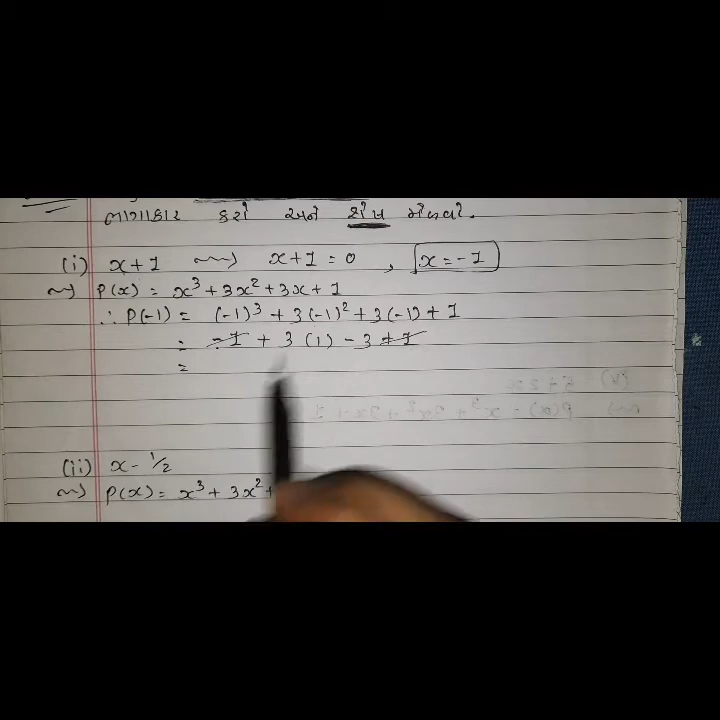 ભાગાકાર કરો અને શેષ મેળવો.
(i) x+1 ⟿ x+1=0 , x=-1
⟿ P(x) = x³+3x²+3x+1
∴ P(-1) = (-1)³ + 3(-1)² + 3(-1) + 1
= -1 + 3(1) - 3 + 1
=
(ii) x - 1/2
⟿ P(x) = x³ + 3x² +